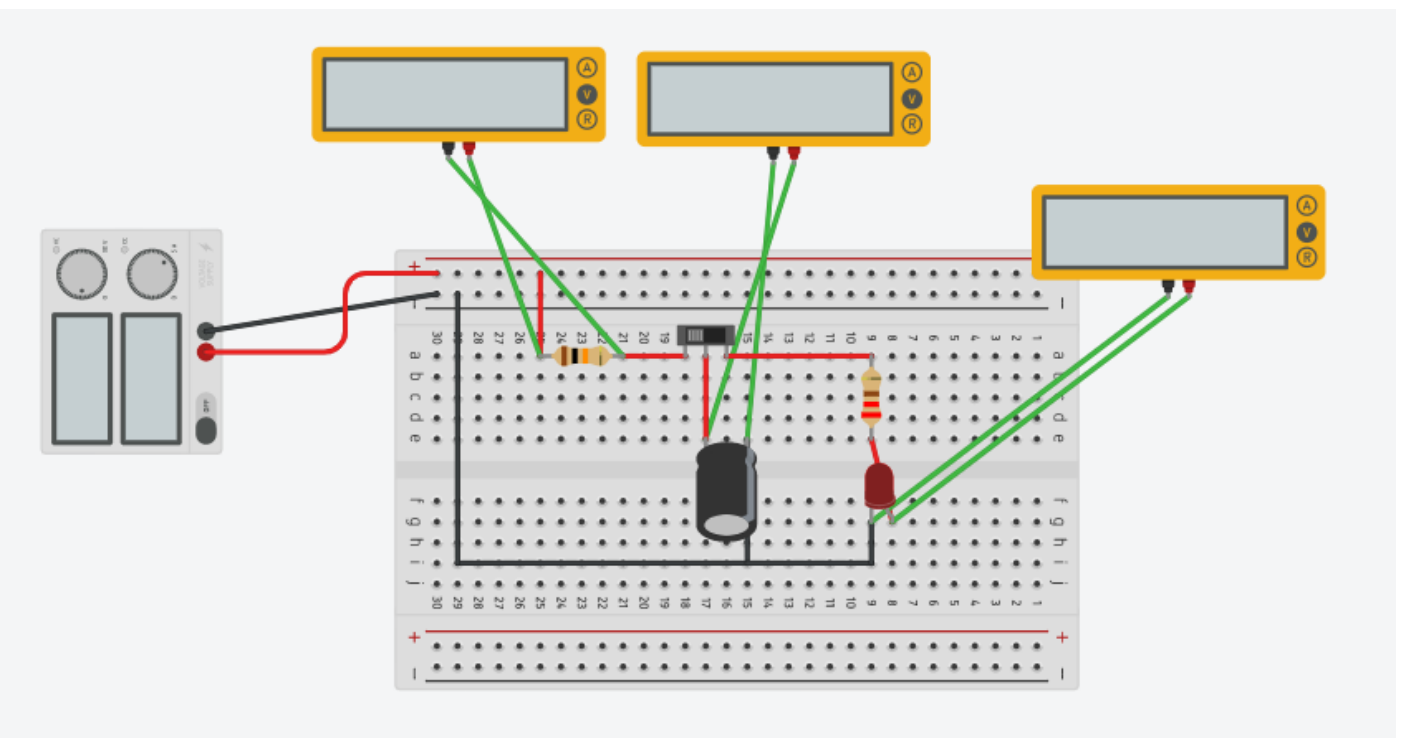 A
V
R
A
V
R
A
V
R
+
30 29 28 27 26 25 24 23 22 21 20 19 18 15 14 13 12 11 10 9 8 7 6 5 4 3 2 1
a a
b b
c c
d d
e e
f f
g g
h h
i i
j j
30 29 28 27 26 25 24 23 22 21 20 19 18 17 16 15 14 13 12 11 10 9 8 7 6 5 4 3 2 1
+ +
- -